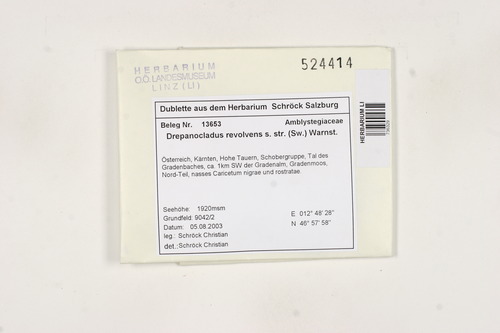 HERBARIUM
O.Ö. LANDESMUSEUM
LINZ (LI)
524414
Dublette aus dem Herbarium Schröck Salzburg
Beleg Nr. 13653 Amblystegiaceae
Drepanocladus revolvens s. str. (Sw.) Warnst.
Österreich, Kärnten, Hohe Tauern, Schobergruppe, Tal des
Gradenbaches, ca. 1km SW der Gradenalm, Gradenmoos,
Nord-Teil, nasses Caricetum nigrae und rostratae.
Seehöhe: 1920msm E 012° 48' 28"
Grundfeld: 9042/2 N 46° 57' 58"
Datum: 05.08.2003
leg.: Schröck Christian
det.: Schröck Christian
HERBARIUM LI